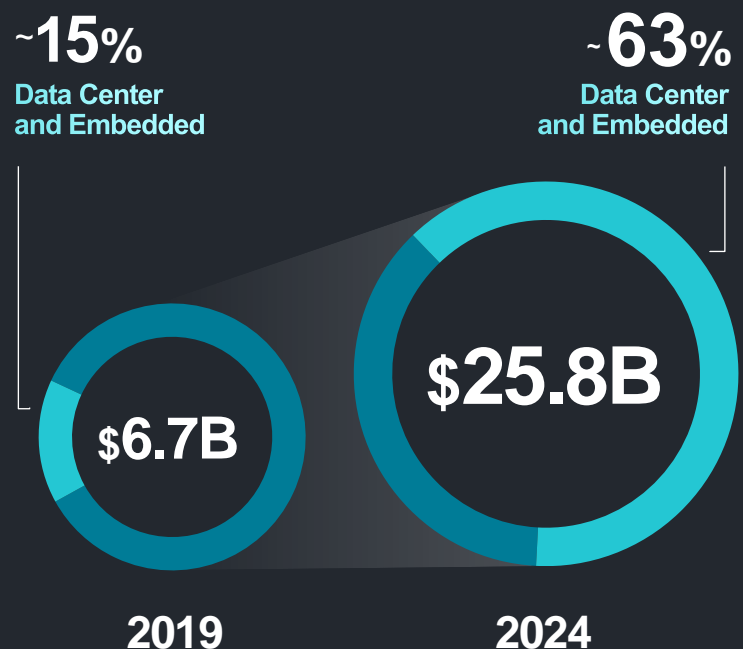 ~15%
Data Center
and Embedded
~63%
Data Center
and Embedded
$6.7B
$25.8B
2019
2024